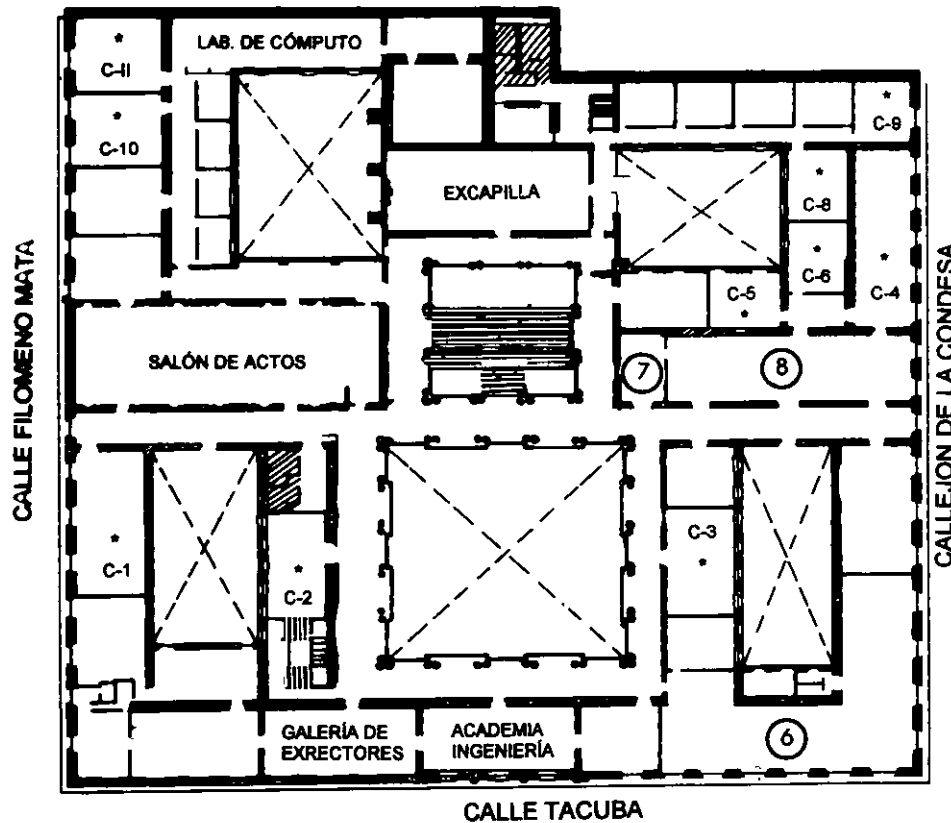 LAB. DE CÓMPUTO
*
C-II
*
C-10
*
C-9
EXCAPILLA
*
C-8
*
C-6
*
C-4
C-5
*
CALLE FILOMENO MATA
SALÓN DE ACTOS
7
8
CALLEJON DE LA CONDESA
*
C-1
*
C-2
C-3
*
GALERÍA DE
EXRECTORES
ACADEMIA
INGENIERÍA
6
CALLE TACUBA